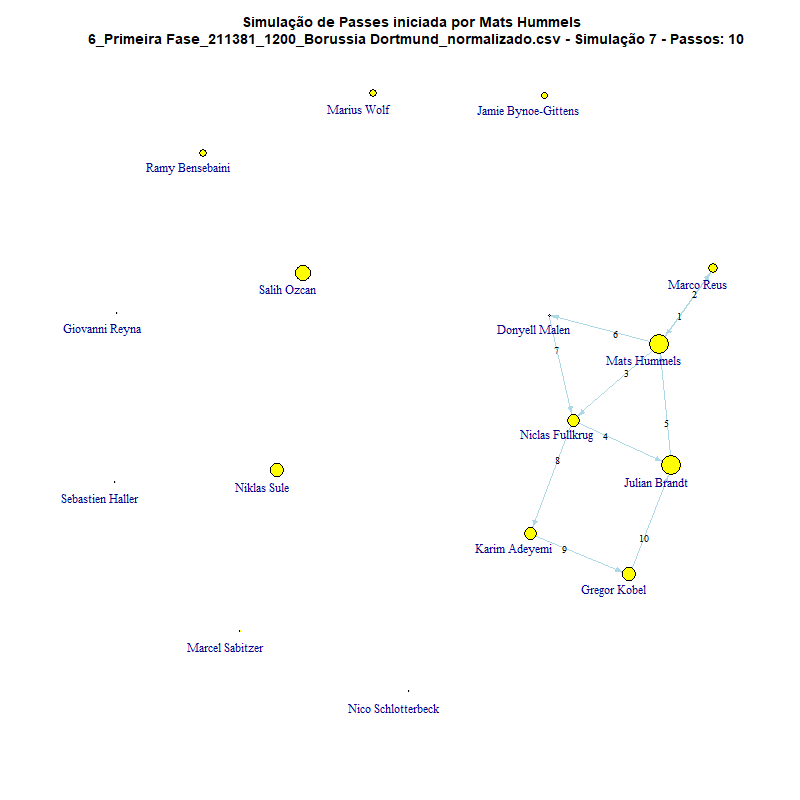 Simulação de Passes iniciada por Mats Hummels
6_Primeira Fase_211381_1200_Borussia Dortmund_normalizado.csv - Simulação 7 - Passos: 10
Marius Wolf
Jamie Bynoe-Gittens
Ramy Bensebaini
Marco Reus
Salih Ozcan
2
1
Giovanni Reyna
Donyell Malen
6
7
Mats Hummels
3
Niclas Fullkrug
4
5
8
Julian Brandt
Niklas Sule
Sebastien Haller
10
Karim Adeyemi
9
Gregor Kobel
Marcel Sabitzer
Nico Schlotterbeck